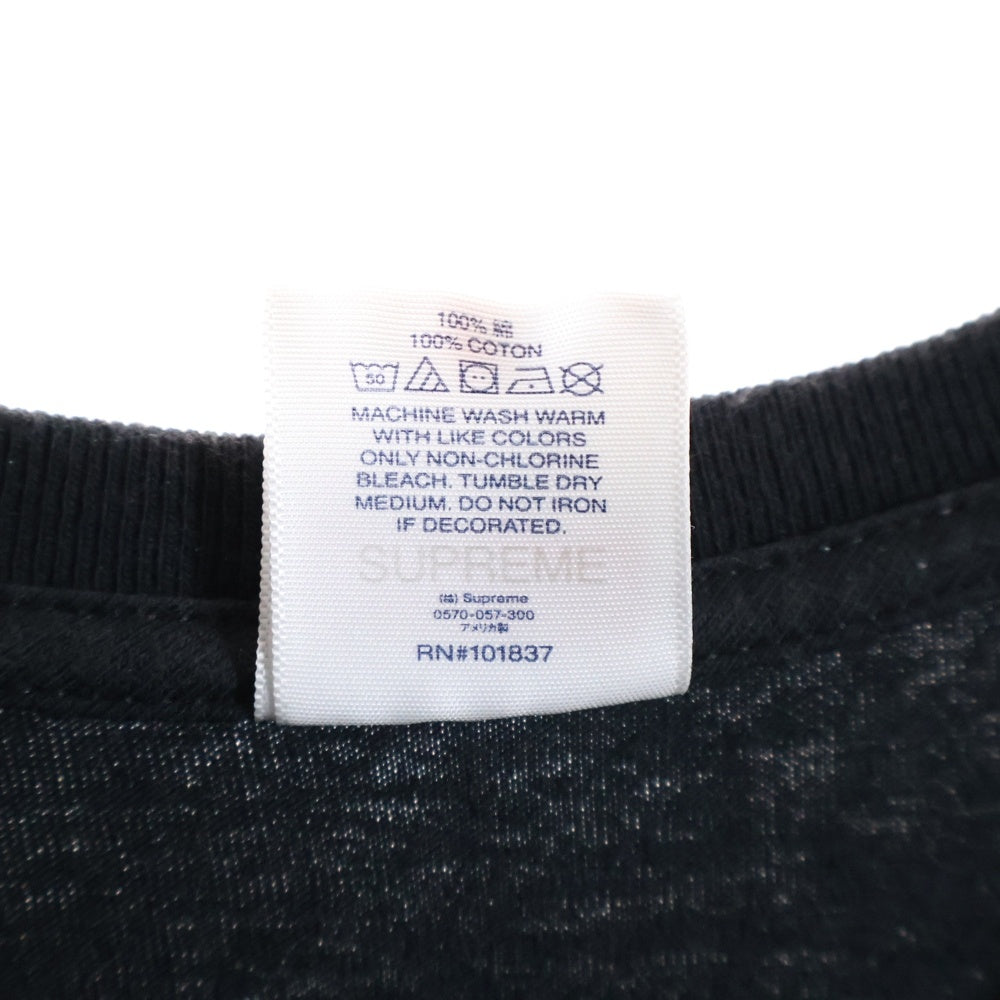 100% 綿
100% COTON
50
MACHINE WASH WARM
WITH LIKE COLORS
ONLY NON-CHLORINE
BLEACH. TUMBLE DRY
MEDIUM. DO NOT IRON
IF DECORATED.
SUPREME
(株) Supreme
0570-057-300
アメリカ製
RN#101837